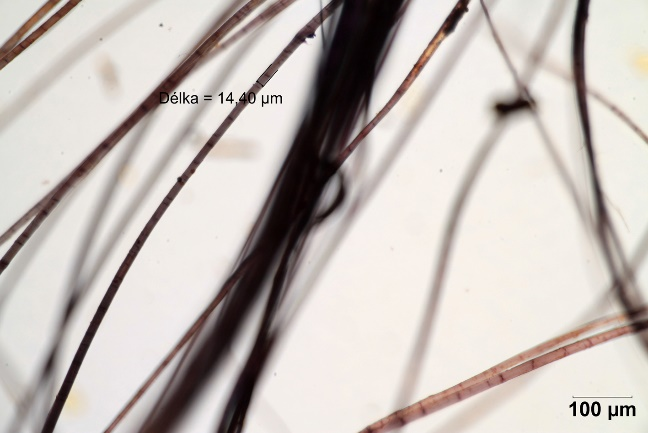 Délka = 14,40 µm
100 µm